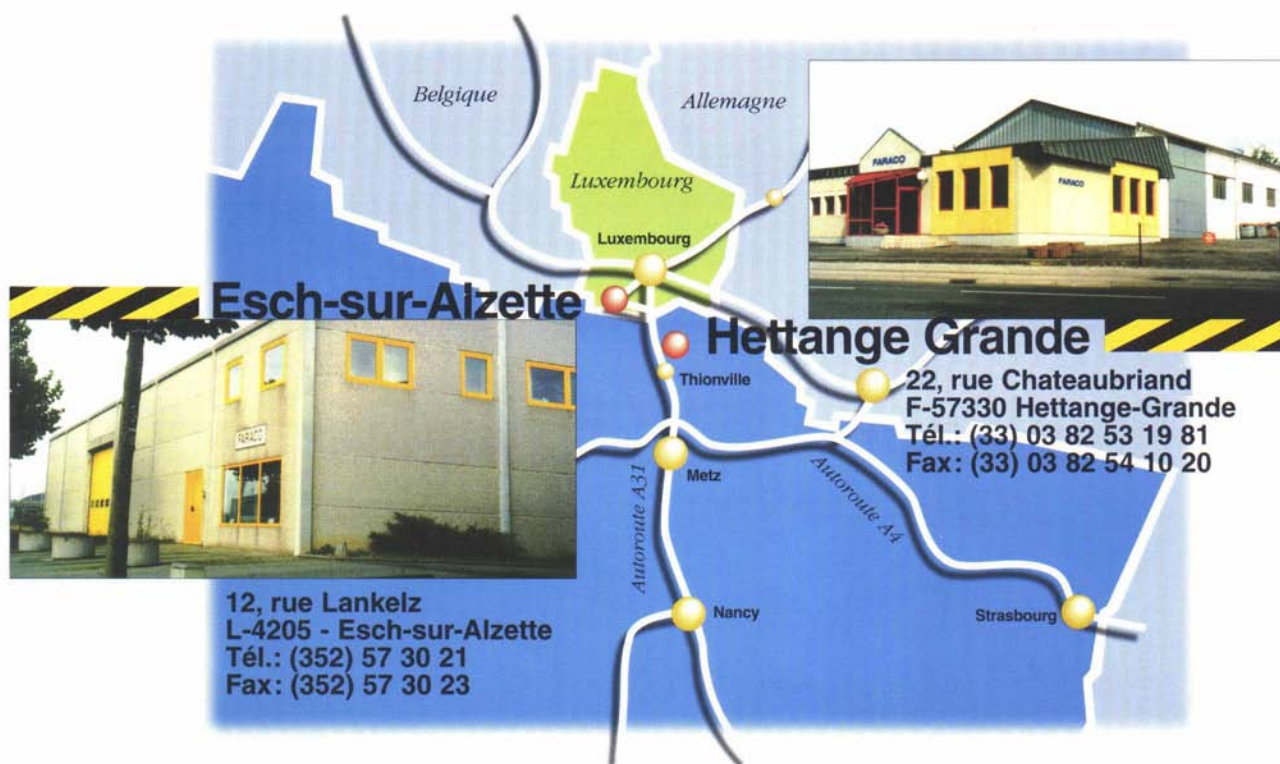 Belgique
Allemagne
Luxembourg
Luxembourg
FARACO
FARACO
Esch-sur-Alzette
Hettange Grande
Thionville
22, rue Chateaubriand
F-57330 Hettange-Grande
Tél.: (33) 03 82 53 19 81
Fax: (33) 03 82 54 10 20
FARACO
Metz
Autoroute A31
Autoroute A4
12, rue Lankelz
L-4205 - Esch-sur-Alzette
Tél.: (352) 57 30 21
Fax: (352) 57 30 23
Nancy
Strasbourg